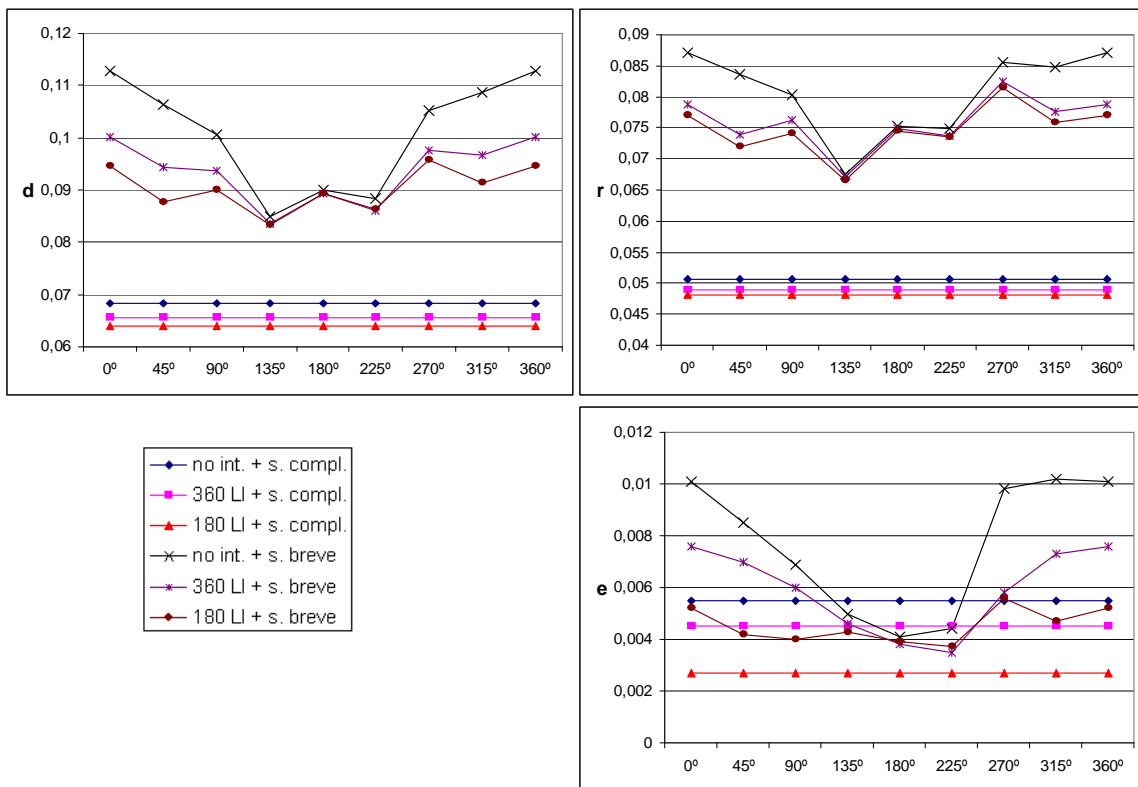 0,12
0,11
0,1
0,09
0,08
0,07
0,06
d
0º 45º 90º 135º 180º 225º 270º 315º 360º
0,09
0,085
0,08
0,075
0,07
0,065
0,06
0,055
0,05
0,045
0,04
r
0º 45º 90º 135º 180º 225º 270º 315º 360º
no int. + s. compl.
360 LI + s. compl.
180 LI + s. compl.
no int. + s. breve
360 LI + s. breve
180 LI + s. breve
0,012
0,01
0,008
0,006
0,004
0,002
0
e
0º 45º 90º 135º 180º 225º 270º 315º 360º